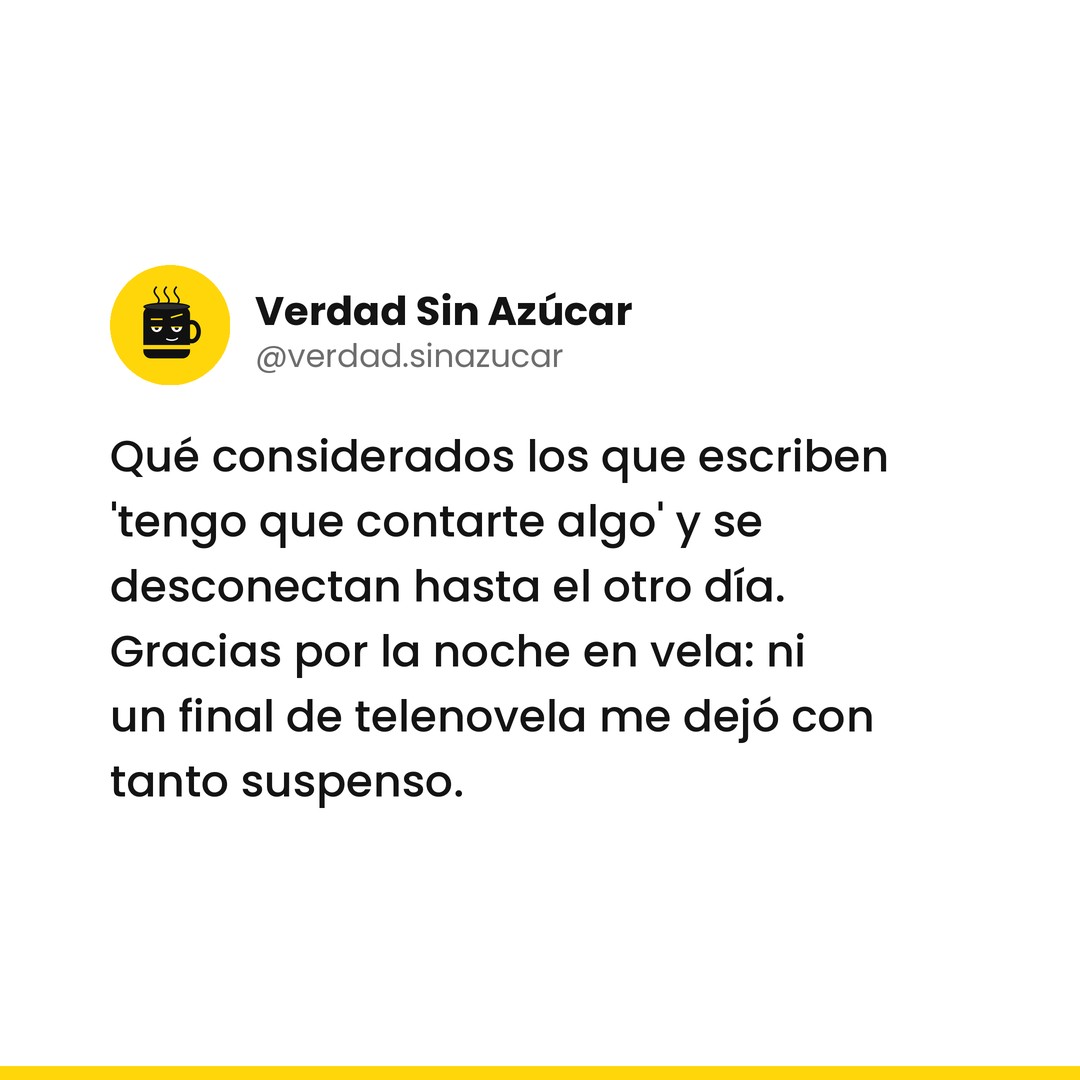 Verdad Sin Azúcar
@verdad.sinazucar
Qué considerados los que escriben
'tengo que contarte algo' y se
desconectan hasta el otro día.
Gracias por la noche en vela: ni
un final de telenovela me dejó con
tanto suspenso.